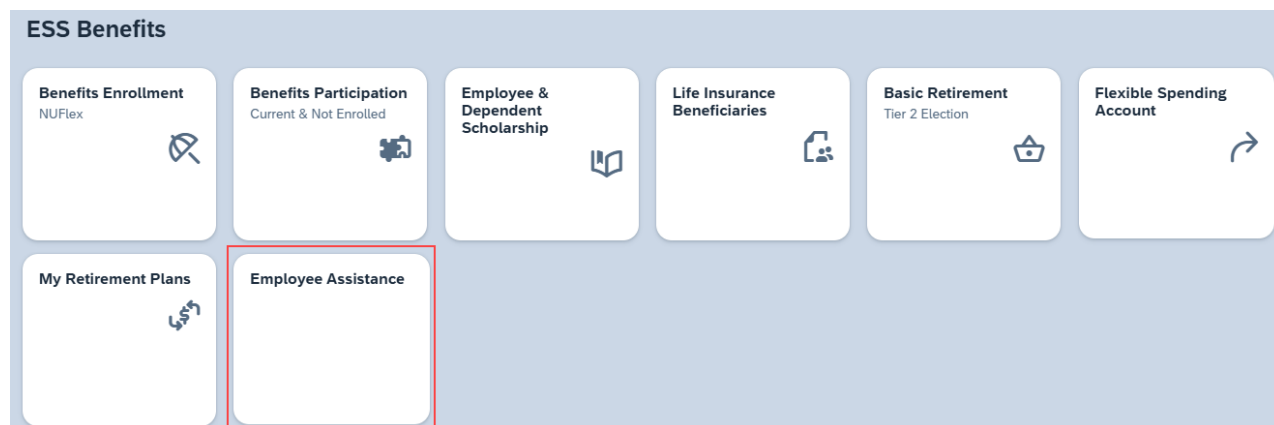 ESS Benefits
Benefits Enrollment
NUFlex
Benefits Participation
Current & Not Enrolled
Employee &
Dependent
Scholarship
Life Insurance
Beneficiaries
Basic Retirement
Tier 2 Election
Flexible Spending
Account
My Retirement Plans
Employee Assistance